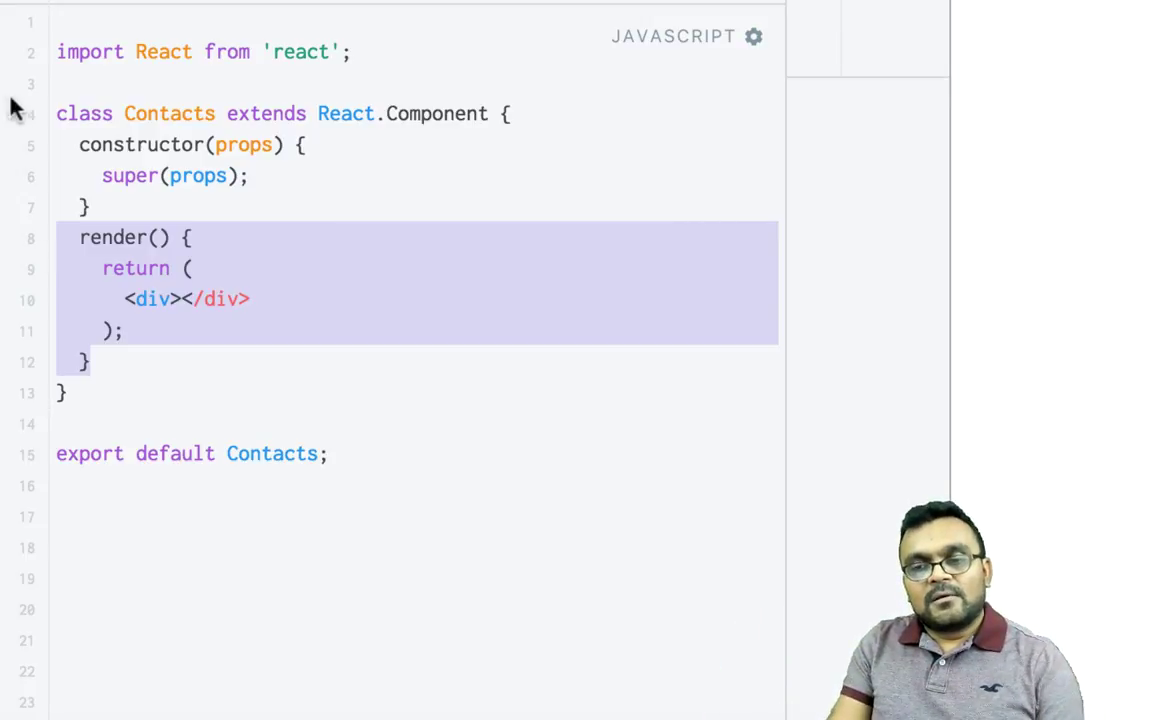 JAVASCRIPT
1
2 import React from 'react';
3
4 class Contacts extends React.Component {
5   constructor(props) {
6     super(props);
7   }
8   render() {
9     return (
10       <div></div>
11     );
12   }
13 }
14
15 export default Contacts;
16
17
18
19
20
21
22
23